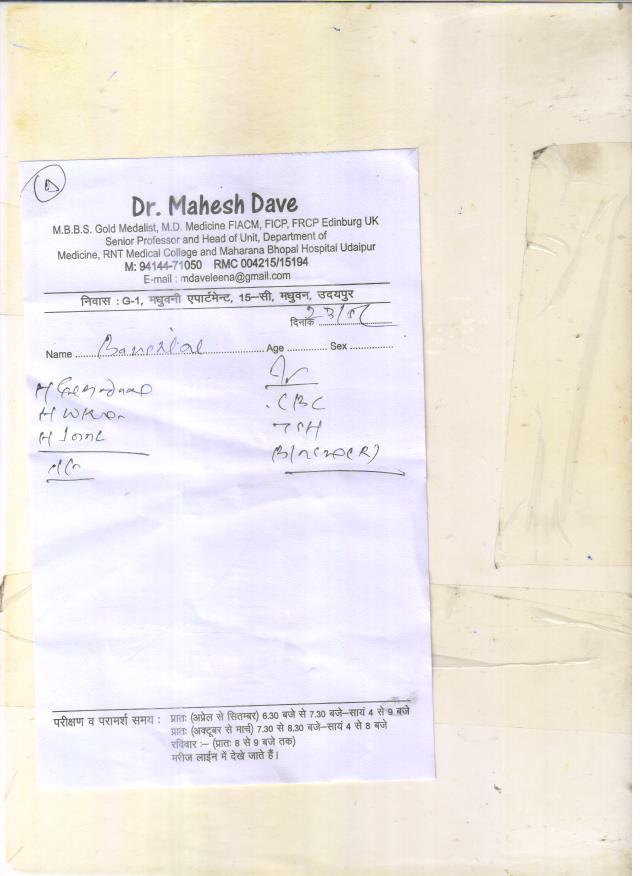 Dr. Mahesh Dave
M.B.B.S. Gold Medalist, M.D. Medicine FIACM, FICP, FRCP Edinburg UK
Senior Professor and Head of Unit, Department of
Medicine, RNT Medical Collage and Maharana Bhopal Hospital Udaipur
M: 94144-71050 RMC 004215/15194
E-mail : mdaveleena@gmail.com
निवास : G-1, मधुवनी एपार्टमेन्ट, 15-सी, मधुवन, उदयपुर
दिनांक
Name Age Sex
CBC
TSH
परीक्षण व परामर्श समय : प्रातः (अप्रेल से सितम्बर) 6.30 बजे से 7.30 बजे-सायं 4 से 9 बजे
प्रातः (अक्टूबर से मार्च) 7.30 से 8.30 बजे-सायं 4 से 8 बजे
रविवार :- (प्रातः 8 से 9 बजे तक)
मरीज लाईन में देखे जाते हैं।